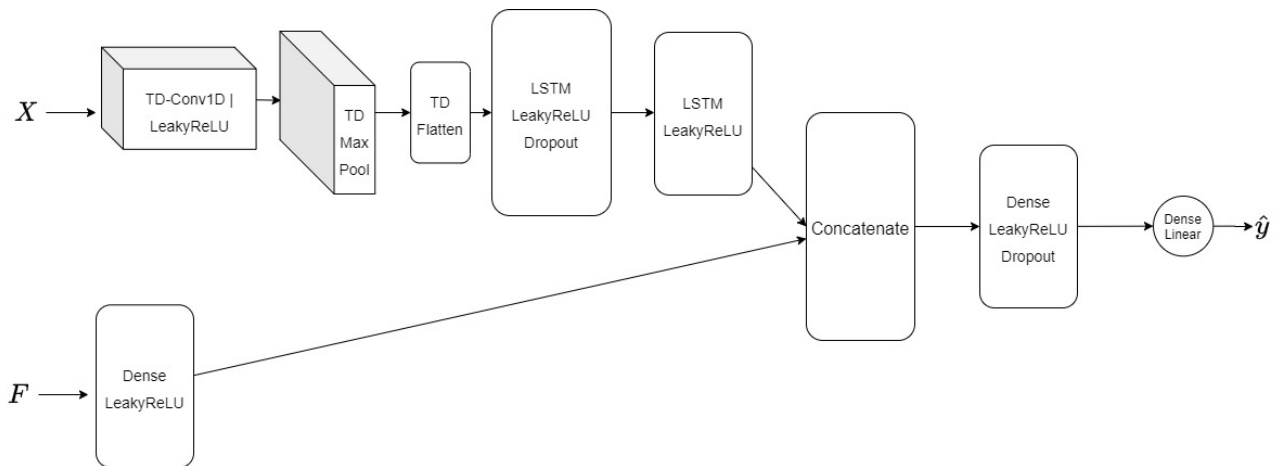 X
TD-Conv1D |
LeakyReLU
TD
Max
Pool
TD
Flatten
LSTM
LeakyReLU
Dropout
LSTM
LeakyReLU
Concatenate
Dense
LeakyReLU
Dropout
Dense
Linear
ŷ
F
Dense
LeakyReLU